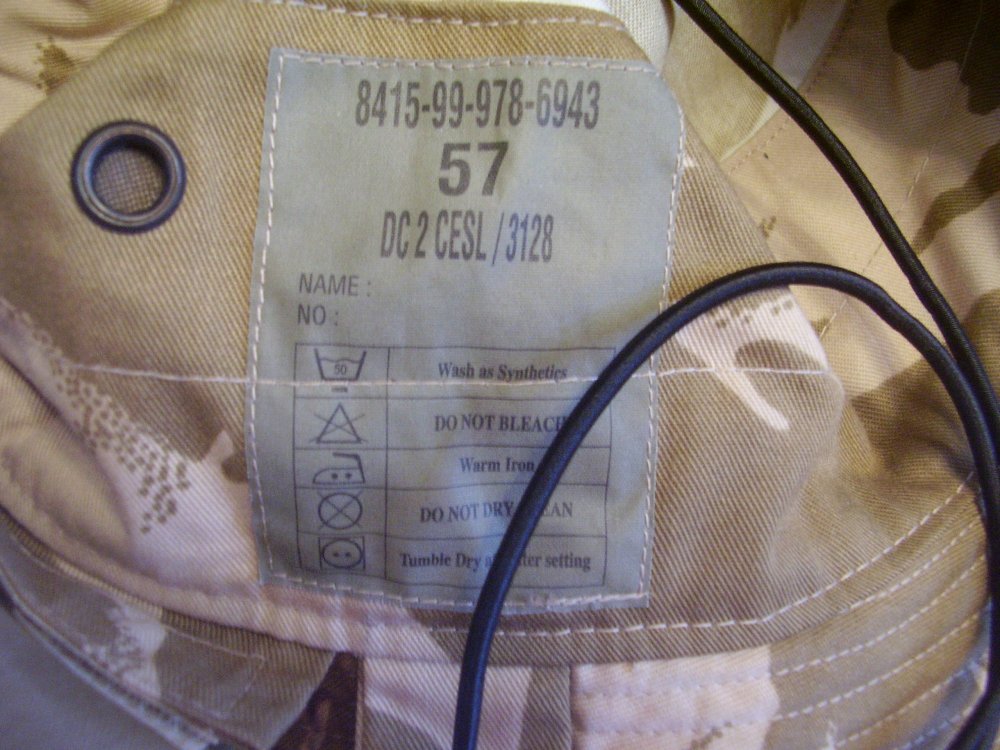 8415-99-978-6943
57
DC 2 CESL / 3128
NAME :
NO :
50
Wash as Synthetics
DO NOT BLEACH
Warm Iron
DO NOT DRY
Tumble Dry setting